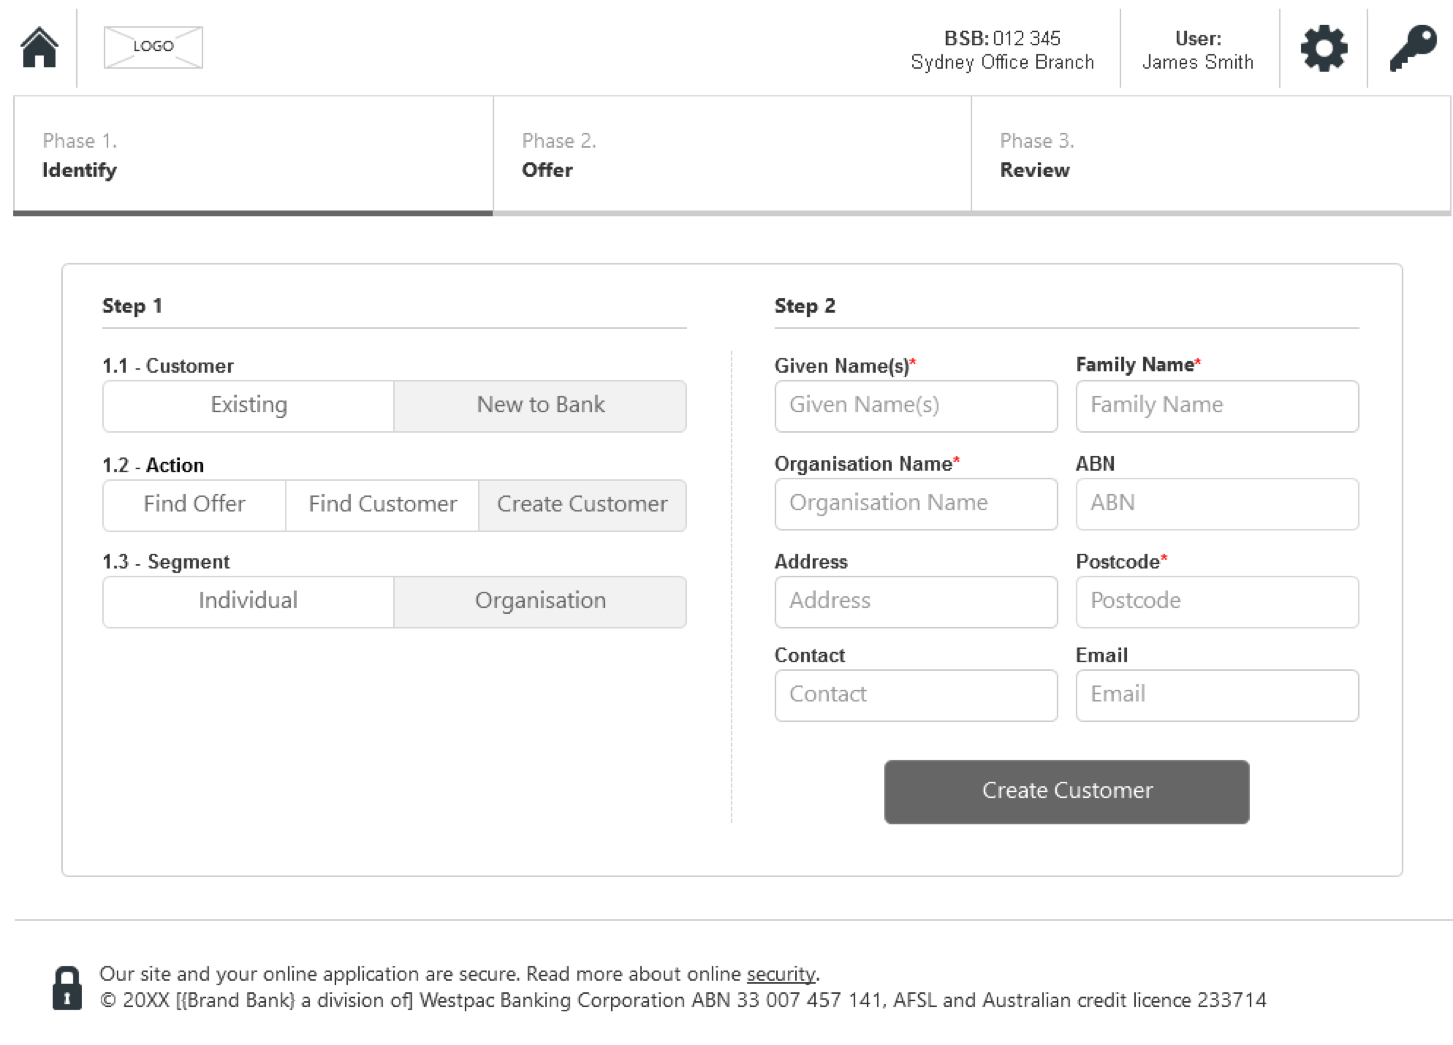 LOGO
BSB: 012 345
Sydney Office Branch
User:
James Smith
Phase 1.
Identify
Phase 2.
Offer
Phase 3.
Review
Step 1
1.1 - Customer
Existing
New to Bank
1.2 - Action
Find Offer
Find Customer
Create Customer
1.3 - Segment
Individual
Organisation
Step 2
Given Name(s)*
Given Name(s)
Family Name*
Family Name
Organisation Name*
Organisation Name
ABN
ABN
Address
Address
Postcode*
Postcode
Contact
Contact
Email
Email
Create Customer
Our site and your online application are secure. Read more about online security.
© 20XX [{Brand Bank} a division of] Westpac Banking Corporation ABN 33 007 457 141, AFSL and Australian credit licence 233714